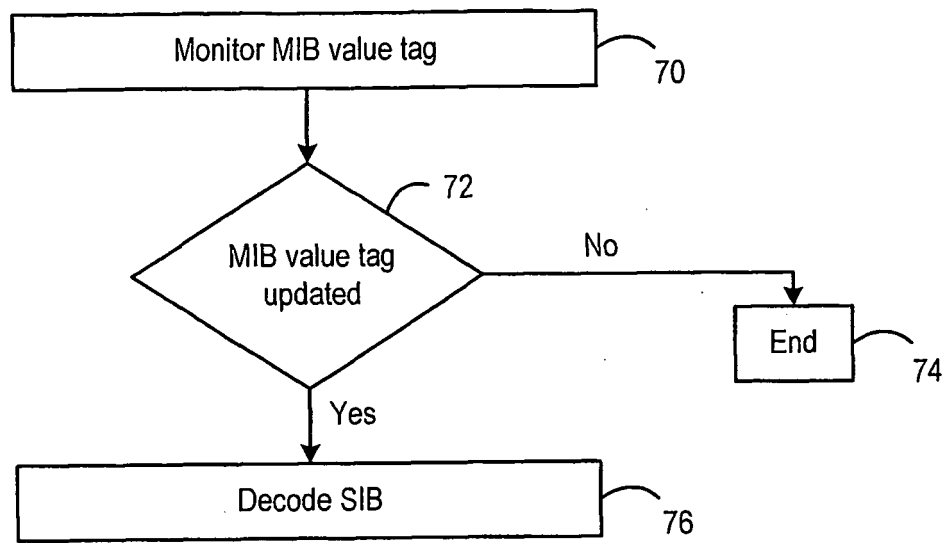 Monitor MIB value tag
70
72
MIB value tag
updated
No
End
74
Yes
Decode SIB
76